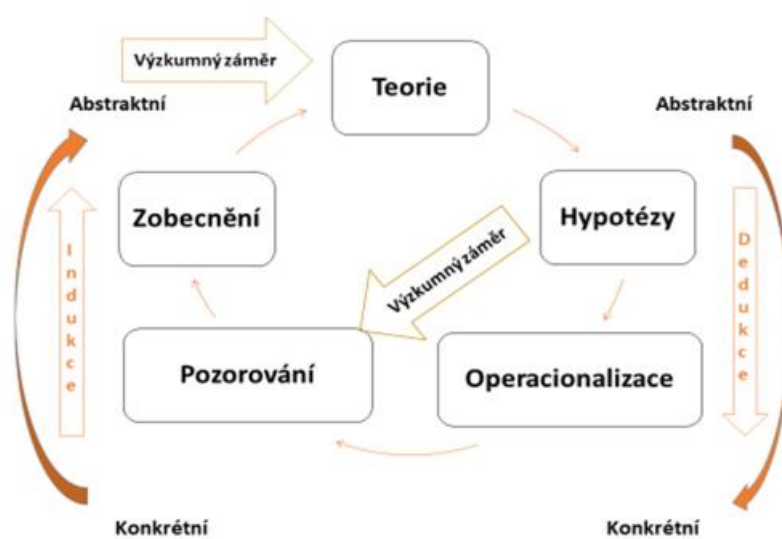 Výzkumný záměr
Teorie
Abstraktní
Abstraktní
Zobecnění
Hypotézy
Výzkumný záměr
Indukce
Dedukce
Pozorování
Operacionalizace
Konkrétní
Konkrétní